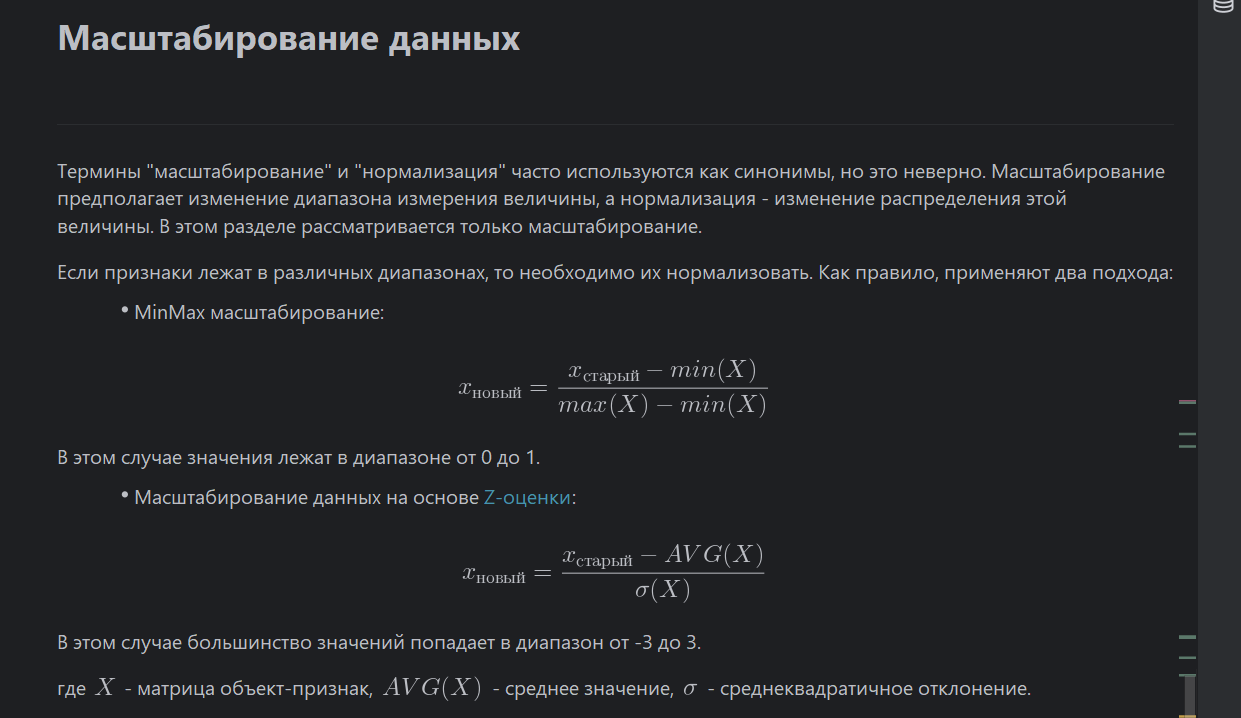 Масштабирование данных
Термины "масштабирование" и "нормализация" часто используются как синонимы, но это неверно. Масштабирование
предполагает изменение диапазона измерения величины, а нормализация - изменение распределения этой
величины. В этом разделе рассматривается только масштабирование.
Если признаки лежат в различных диапазонах, то необходимо их нормализовать. Как правило, применяют два подхода:
• MinMax масштабирование:
x_новый = (x_старый − min(X)) / (max(X) − min(X))
В этом случае значения лежат в диапазоне от 0 до 1.
• Масштабирование данных на основе Z-оценки:
x_новый = (x_старый − AVG(X)) / σ(X)
В этом случае большинство значений попадает в диапазон от -3 до 3.
где X - матрица объект-признак, AVG(X) - среднее значение, σ - среднеквадратичное отклонение.